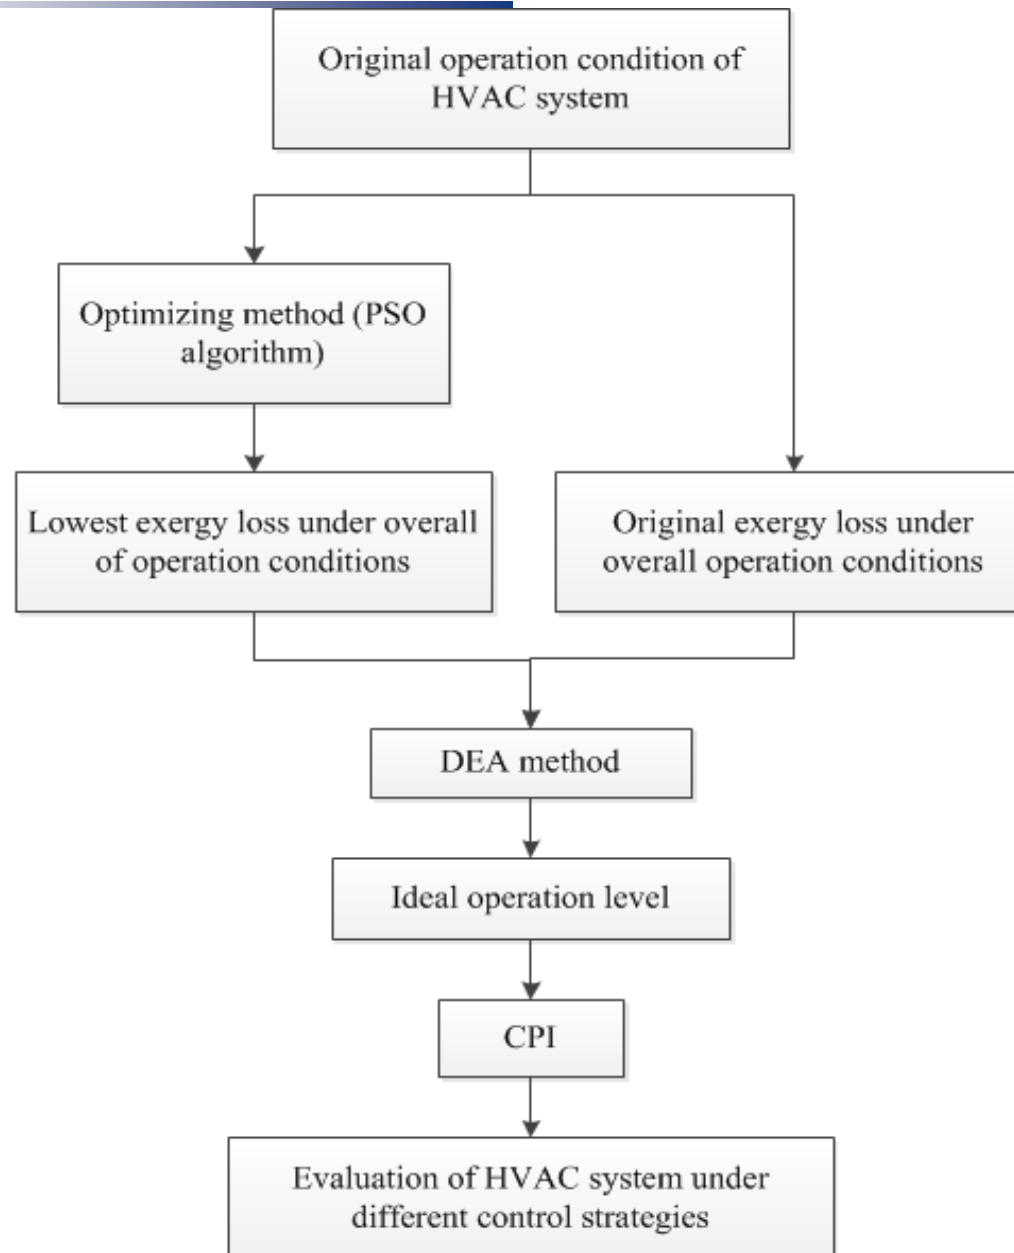 Original operation condition of
HVAC system
Optimizing method (PSO
algorithm)
Lowest exergy loss under overall
of operation conditions
Original exergy loss under
overall operation conditions
DEA method
Ideal operation level
CPI
Evaluation of HVAC system under
different control strategies